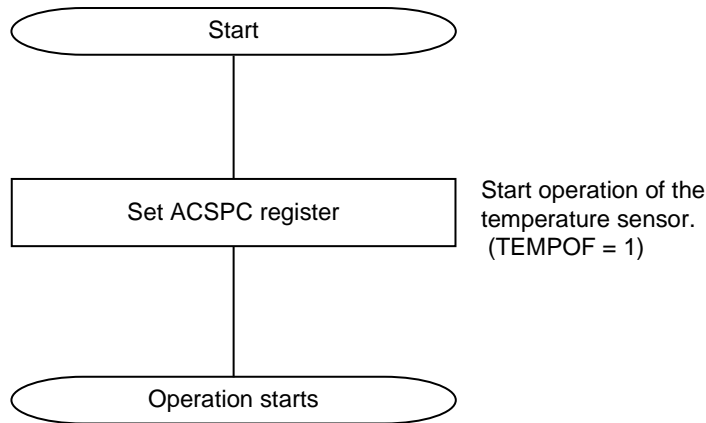 Start
Set ACSPC register
Start operation of the
temperature sensor.
(TEMPOF = 1)
Operation starts